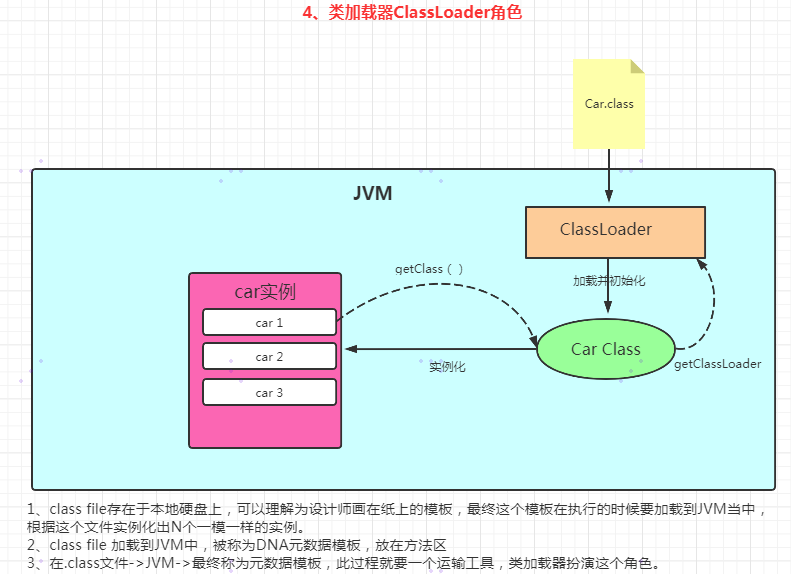 4、类加载器ClassLoader角色
Car.class
JVM
ClassLoader
getClass（）
加载并初始化
car实例
car 1
car 2
car 3
Car Class
实例化
getClassLoader
1、class file存在于本地硬盘上，可以理解为设计师画在纸上的模板，最终这个模板在执行的时候要加载到JVM当中，
根据这个文件实例化出N个一模一样的实例。
2、class file 加载到JVM中，被称为DNA元数据模板，放在方法区
3、在.class文件->JVM->最终称为元数据模板，此过程就要一个运输工具，类加载器扮演这个角色。